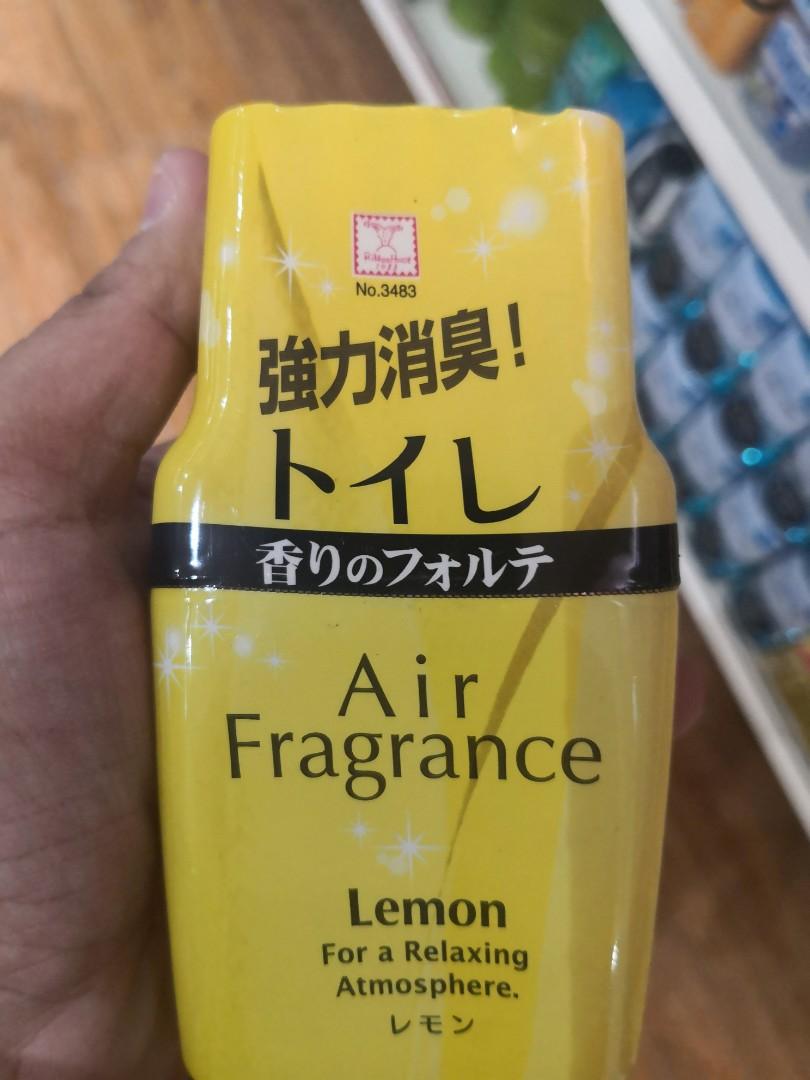 No.3483
強力消臭!
トイレ
香りのフォルテ
Air
Fragrance
Lemon
For a Relaxing
Atmosphere.
レモン